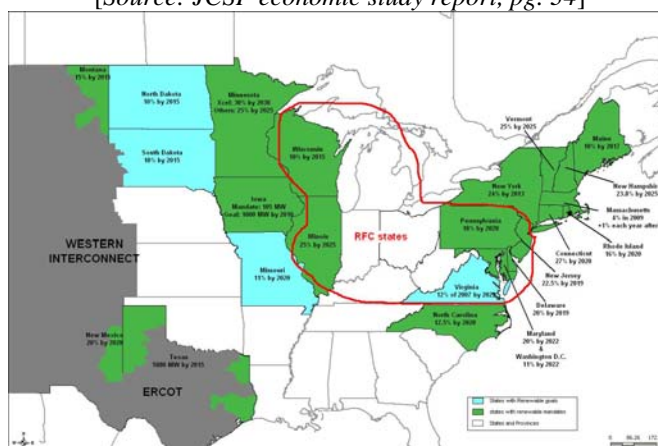 [Source: JCSP economic study report, pg. 34]
Montana
15% by 2015
North Dakota
10% by 2015
Minnesota
Xcel: 30% by 2020
Others: 25% by 2025
South Dakota
10% by 2015
Wisconsin
10% by 2015
Iowa
Mandate: 105 MW
Goal: 1000 MW by 2010
Illinois
25% by 2025
Missouri
11% by 2020
WESTERN
INTERCONNECT
New Mexico
20% by 2020
Texas
5880 MW by 2015
ERCOT
RFC states
Vermont
25% by 2025
Maine
10% by 2017
New Hampshire
23.8% by 2025
New York
24% by 2013
Massachusetts
4% in 2009
+1% each year after
Rhode Island
16% by 2020
Connecticut
27% by 2020
Pennsylvania
18% by 2020
New Jersey
22.5% by 2019
Virginia
12% of 2007 by
Delaware
20% by 2019
North Carolina
12.5% by 2020
Maryland
20% by 2022
&
Washington D.C.
11% by 2022
States with Renewable goals
states with renewable mandates
States and Provinces